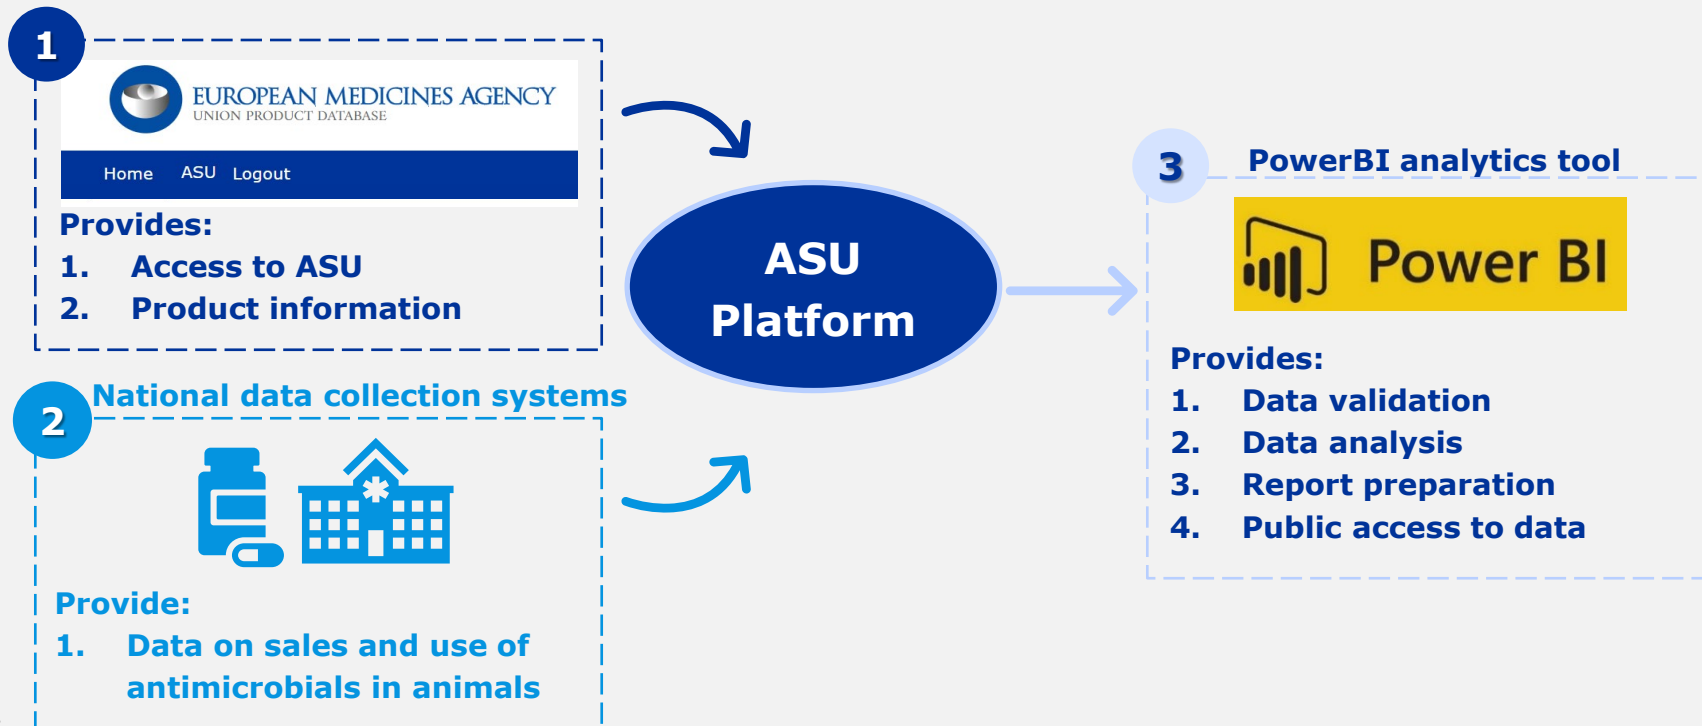 1
EUROPEAN MEDICINES AGENCY
UNION PRODUCT DATABASE
Home ASU Logout
Provides:
1. Access to ASU
2. Product information
2
National data collection systems
Provide:
1. Data on sales and use of
antimicrobials in animals
ASU
Platform
3
PowerBI analytics tool
Power BI
Provides:
1. Data validation
2. Data analysis
3. Report preparation
4. Public access to data